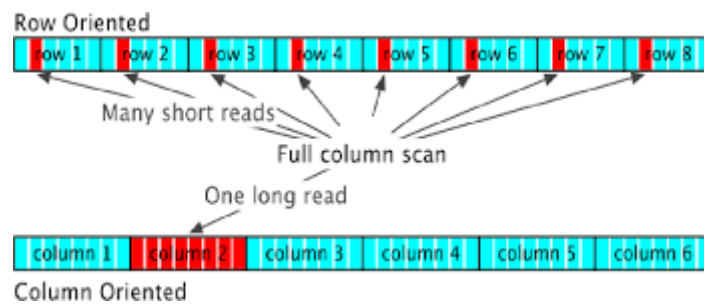 Row Oriented
row 1 row 2 row 3 row 4 row 5 row 6 row 7 row 8
Many short reads
Full column scan
One long read
column 1 column 2 column 3 column 4 column 5 column 6
Column Oriented